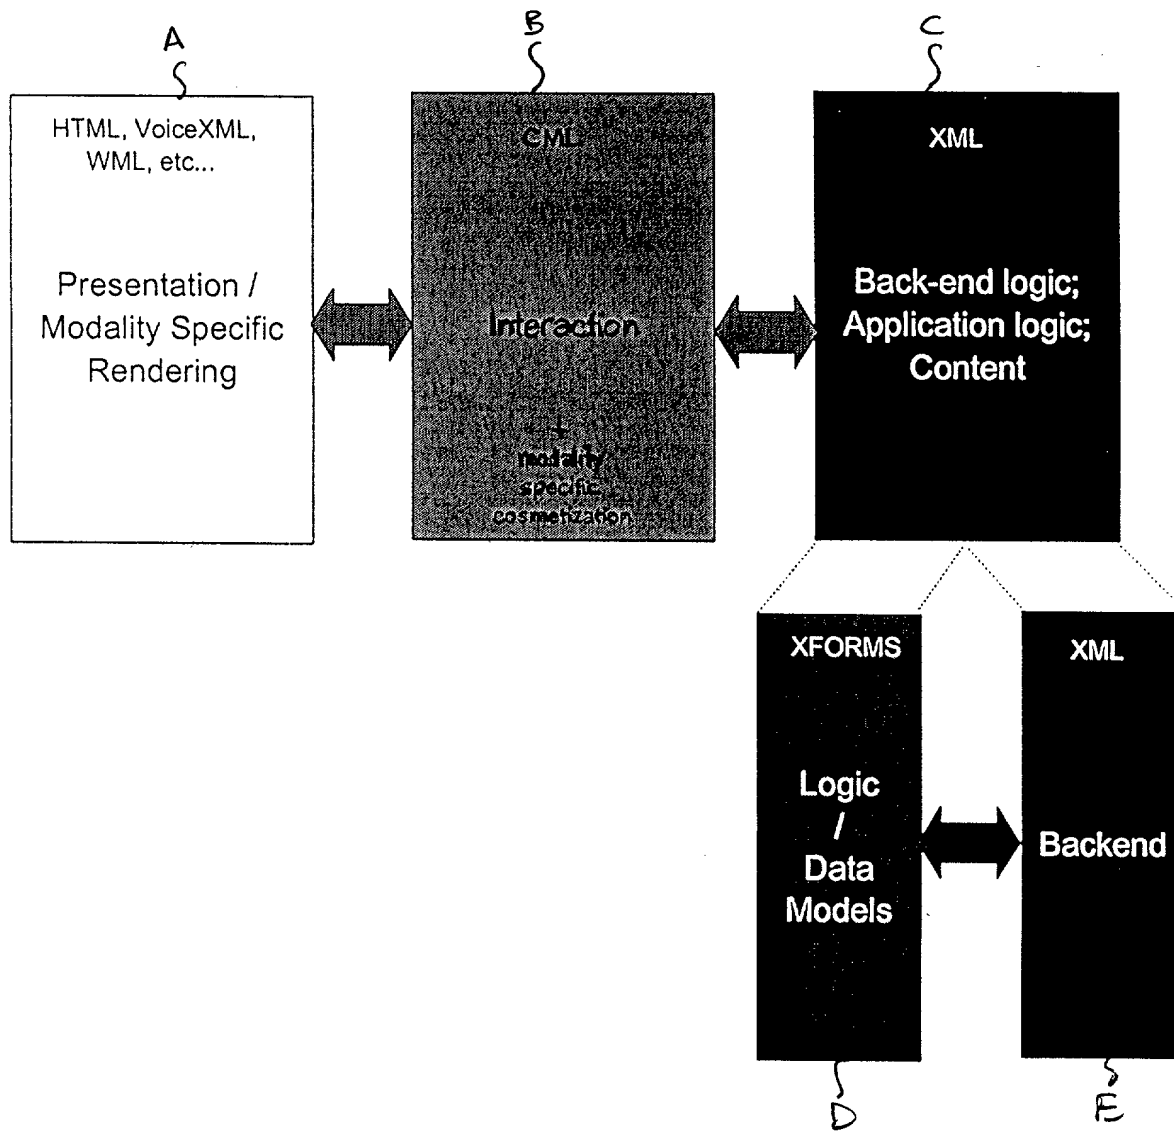 A
B
C
HTML, VoiceXML,
WML, etc...
Presentation /
Modality Specific
Rendering
CML
Interaction
+
modality
specific
cosmetization
XML
Back-end logic;
Application logic;
Content
XFORMS
Logic
/
Data
Models
XML
Backend
D
E